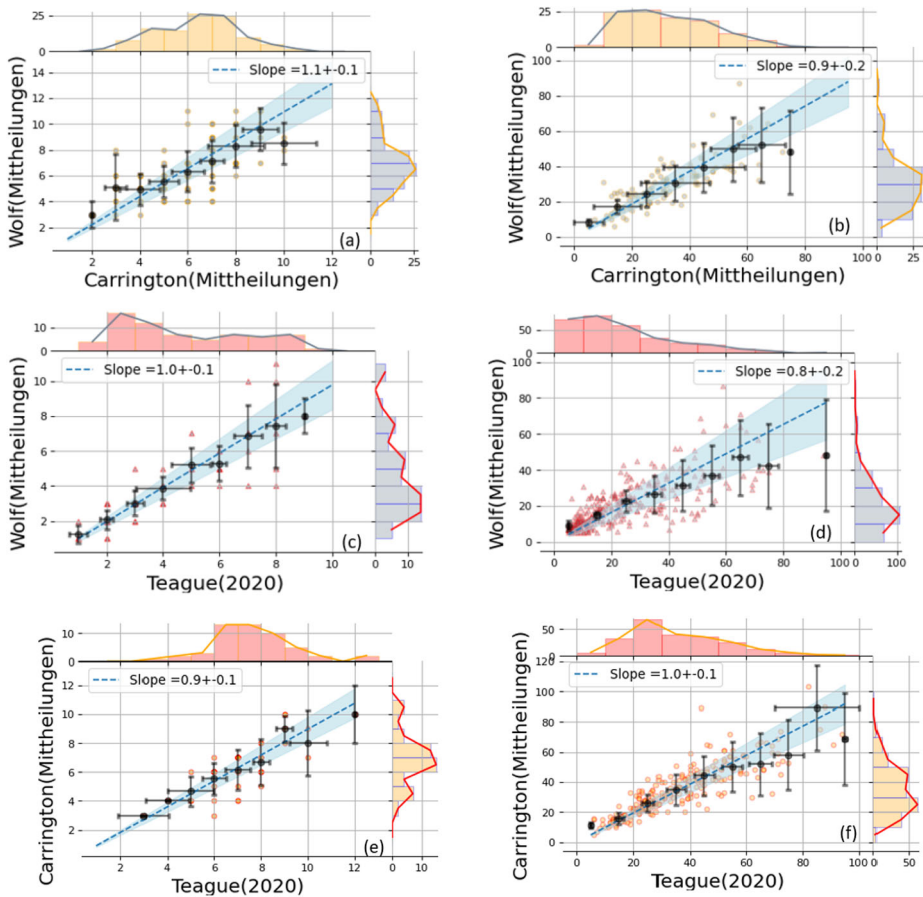 25
0
14
12
10
8
6
4
2
Wolf(Mittheilungen)
Slope =1.1+-0.1
(a)
2 4 6 8 10 12
0 25
Carrington(Mittheilungen)
25
0
100
80
60
40
20
0
Wolf(Mittheilungen)
Slope =0.9+-0.2
(b)
0 20 40 60 80 100
0 25
Carrington(Mittheilungen)
10
0
10
8
6
4
2
Wolf(Mittheilungen)
Slope =1.0+-0.1
(c)
2 4 6 8 10
0 10
Teague(2020)
50
0
100
80
60
40
20
0
Wolf(Mittheilungen)
Slope =0.8+-0.2
(d)
0 20 40 60 80 100
0 100
Teague(2020)
10
0
12
10
8
6
4
2
Carrington(Mittheilungen)
Slope =0.9+-0.1
(e)
2 4 6 8 10 12
0 10
Teague(2020)
50
0
120
100
80
60
40
20
0
Carrington(Mittheilungen)
Slope =1.0+-0.1
(f)
0 20 40 60 80 100
0 50
Teague(2020)